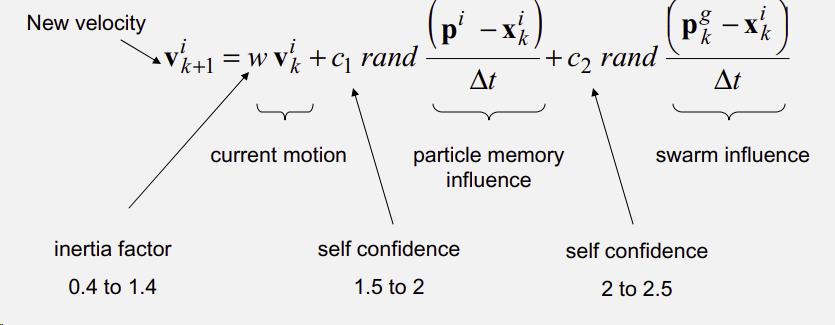 New velocity
v^i_{k+1} = w v^i_k + c_1 rand (p^i − x^i_k)/Δt + c_2 rand (p^g_k − x^i_k)/Δt
current motion particle memory influence swarm influence
inertia factor self confidence self confidence
0.4 to 1.4 1.5 to 2 2 to 2.5